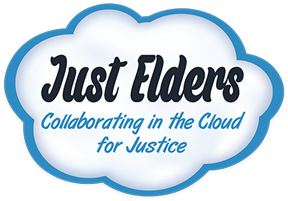 Just Elders
Collaborating in the Cloud
for Justice